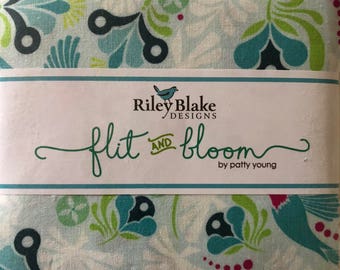 Riley Blake
DESIGNS
flit AND bloom
by patty young